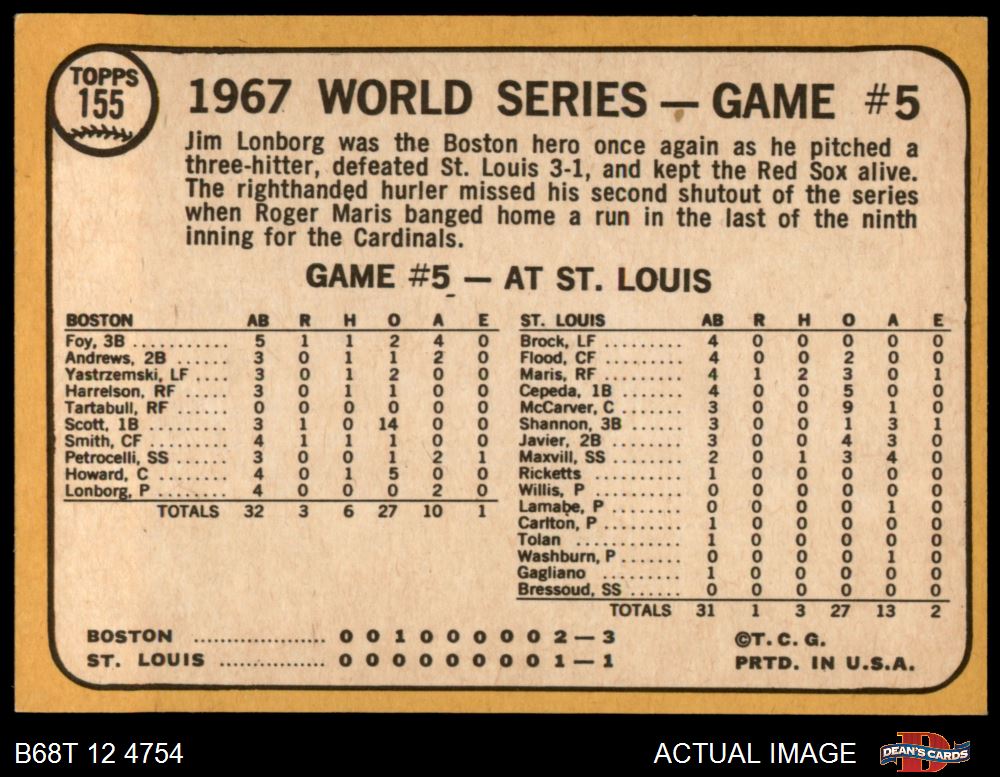 TOPPS
155
1967 WORLD SERIES — GAME #5
Jim Lonborg was the Boston hero once again as he pitched a
three-hitter, defeated St. Louis 3-1, and kept the Red Sox alive.
The righthanded hurler missed his second shutout of the series
when Roger Maris banged home a run in the last of the ninth
inning for the Cardinals.
GAME #5 — AT ST. LOUIS
BOSTON AB R H O A E
Foy, 3B ........... 5 1 1 2 4 0
Andrews, 2B ...... 3 0 1 1 2 0
Yastrzemski, LF .... 3 0 1 2 0 0
Harrelson, RF ..... 3 0 1 1 0 0
Tartabull, RF ...... 0 0 0 0 0 0
Scott, 1B ......... 3 1 0 14 0 0
Smith, CF ......... 4 1 1 1 0 0
Petrocelli, SS ...... 3 0 0 1 2 1
Howard, C ........ 4 0 1 5 0 0
Lonborg, P ........ 4 0 0 0 2 0
TOTALS 32 3 6 27 10 1
ST. LOUIS AB R H O A E
Brock, LF ......... 4 0 0 0 0 0
Flood, CF ......... 4 0 0 2 0 0
Maris, RF ......... 4 1 2 3 0 1
Cepeda, 1B ....... 4 0 0 5 0 0
McCarver, C ....... 3 0 0 9 1 0
Shannon, 3B ...... 3 0 0 1 3 1
Javier, 2B ......... 3 0 0 4 3 0
Maxvill, SS ........ 2 0 1 3 4 0
Ricketts ......... 1 0 0 0 0 0
Willis, P .......... 0 0 0 0 0 0
Lamabe, P ........ 0 0 0 0 1 0
Carlton, P ........ 1 0 0 0 0 0
Tolan ........... 1 0 0 0 0 0
Washburn, P ...... 0 0 0 0 1 0
Gagliano ......... 1 0 0 0 0 0
Bressoud, SS ...... 0 0 0 0 0 0
TOTALS 31 1 3 27 13 2
BOSTON .................. 0 0 1 0 0 0 0 0 2 — 3
ST. LOUIS .............. 0 0 0 0 0 0 0 0 1 — 1
©T. C. G.
PRTD. IN U.S.A.
B68T 12 4754
ACTUAL IMAGE
D
DEAN'S CARDS